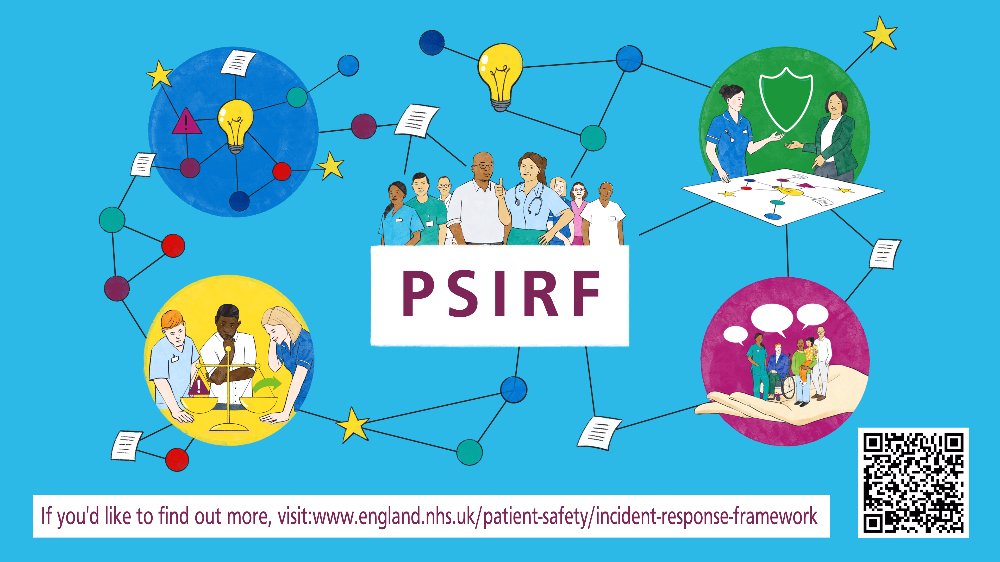 PSIRF
!
!
If you'd like to find out more, visit:www.england.nhs.uk/patient-safety/incident-response-framework